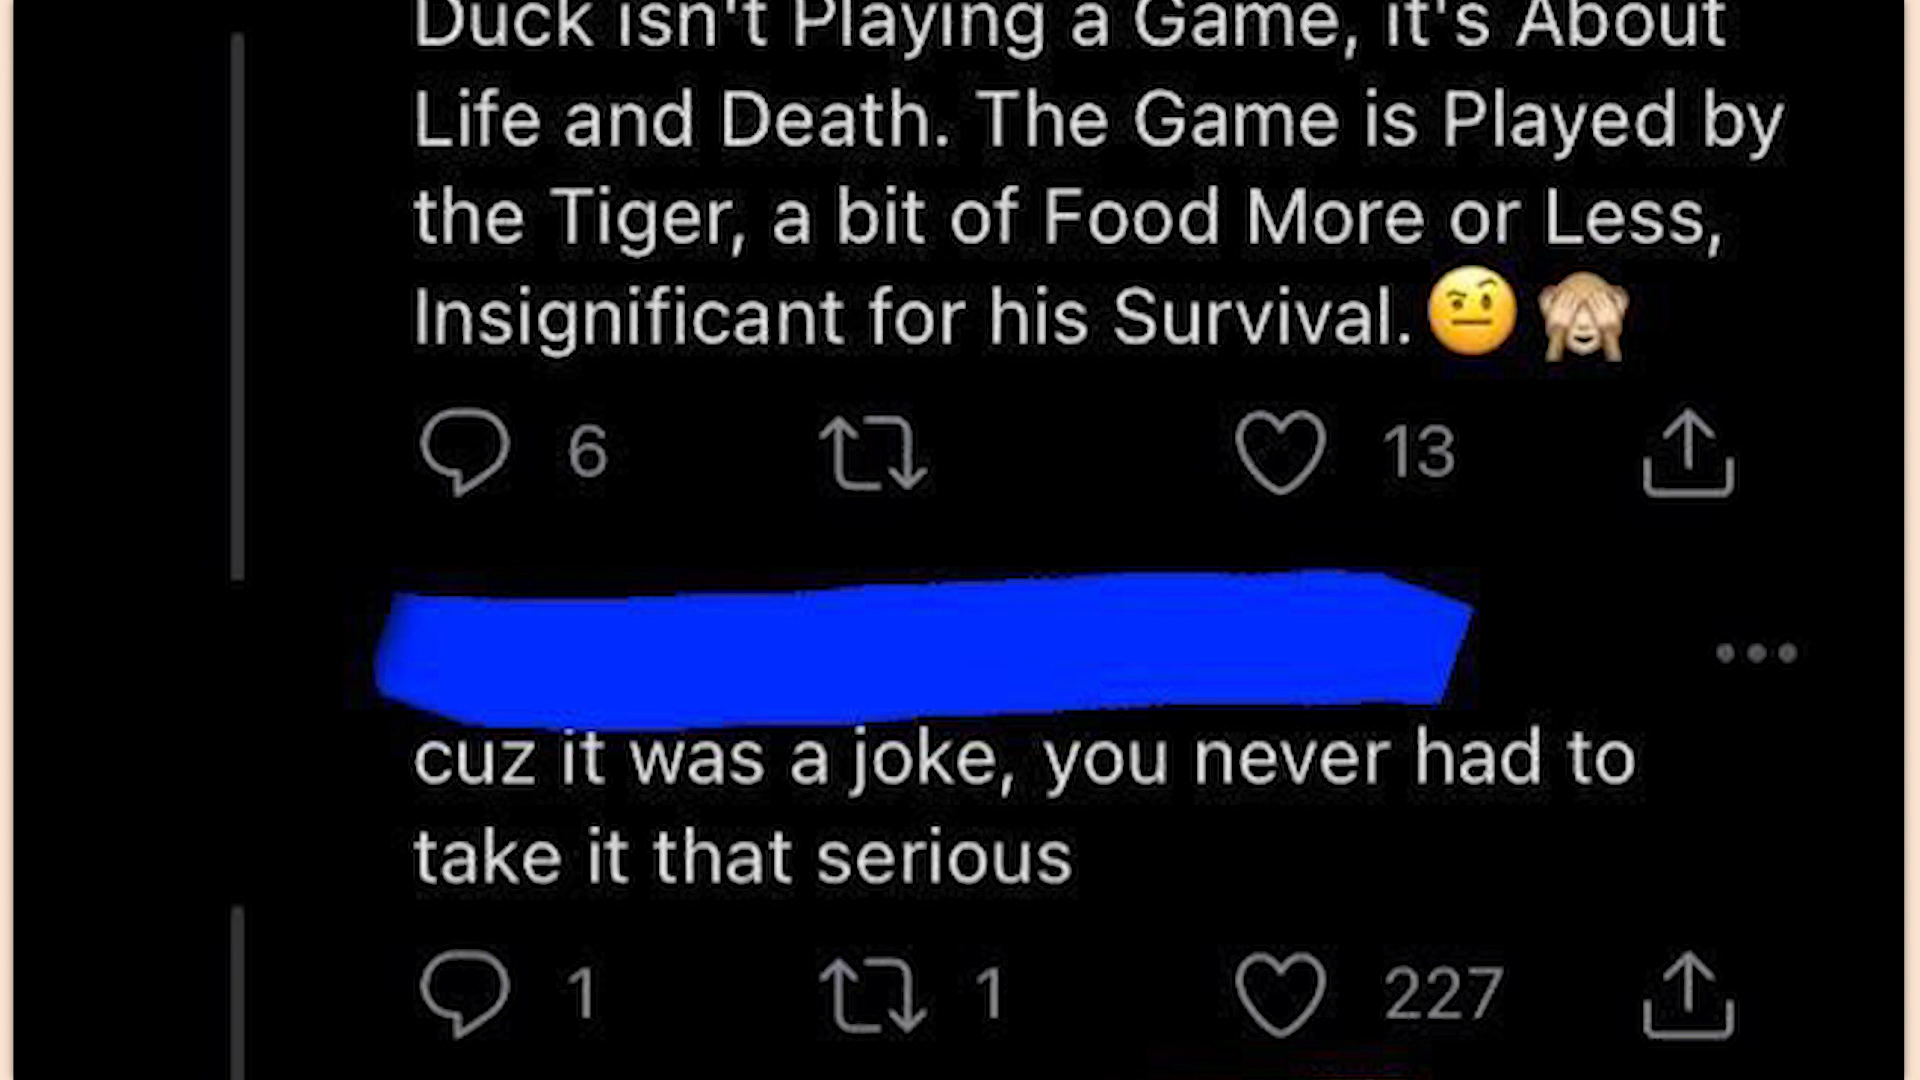 Duck isn't Playing a Game, it's About
Life and Death. The Game is Played by
the Tiger, a bit of Food More or Less,
Insignificant for his Survival. 🤨 🙈
6 13
cuz it was a joke, you never had to
take it that serious
1 1 227